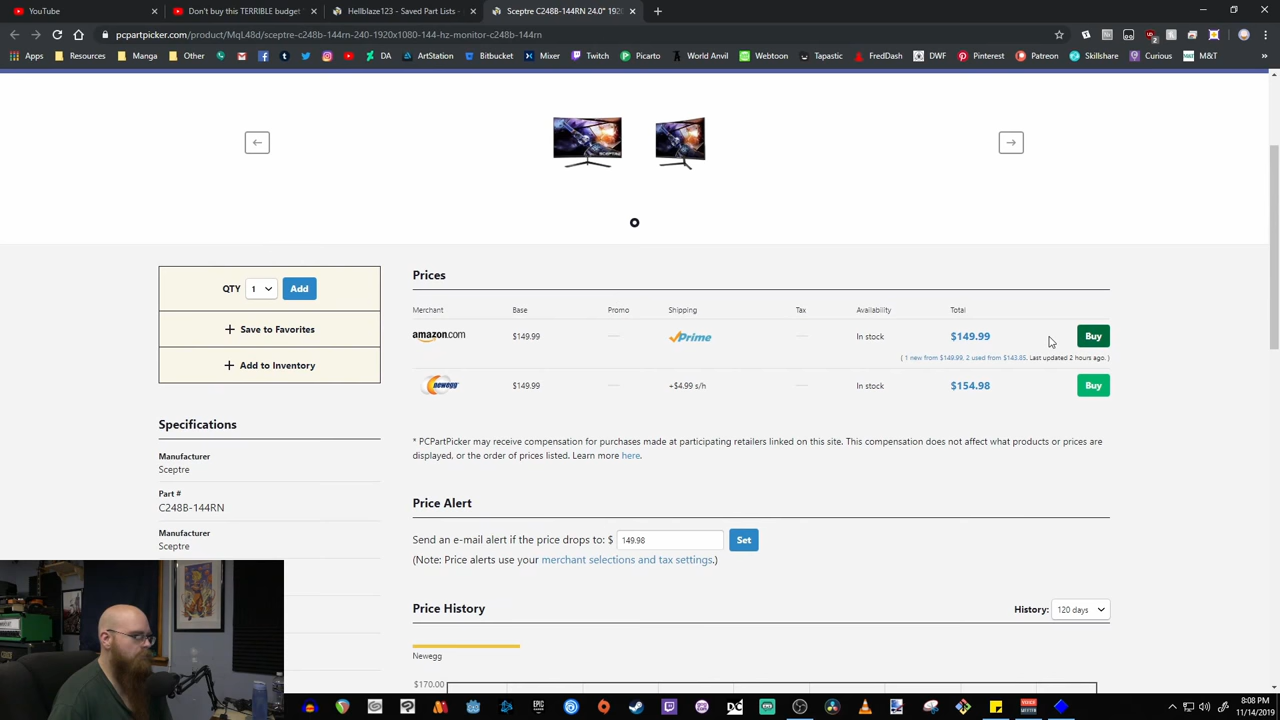 YouTube
Don't buy this TERRIBLE budget
Hellblaze123 – Saved Part Lists -
Sceptre C248B-144RN 24.0" 192
pcpartpicker.com/product/MqL48d/sceptre-c248b-144rn-240-1920x1080-144-hz-monitor-c248b-144rn
Apps Resources Manga Other DA ArtStation Bitbucket Mixer Twitch Picarto World Anvil Webtoon Tapastic FredDash DWF Pinterest Patreon Skillshare Curious M&T
Prices
QTY 1 Add
Merchant Base Promo Shipping Tax Availability Total
+ Save to Favorites
amazon.com $149.99 Prime In stock $149.99 Buy
( 1 new from $149.99, 2 used from $143.85. Last updated 2 hours ago. )
+ Add to Inventory
newegg $149.99 +$4.99 s/h In stock $154.98 Buy
Specifications
Manufacturer
Sceptre
Part #
C248B-144RN
Manufacturer
Sceptre
* PCPartPicker may receive compensation for purchases made at participating retailers linked on this site. This compensation does not affect what products or prices are
displayed, or the order of prices listed. Learn more here.
Price Alert
Send an e-mail alert if the price drops to: $ 149.98 Set
(Note: Price alerts use your merchant selections and tax settings.)
Price History
History: 120 days
Newegg
$170.00
8:08 PM
11/14/2019